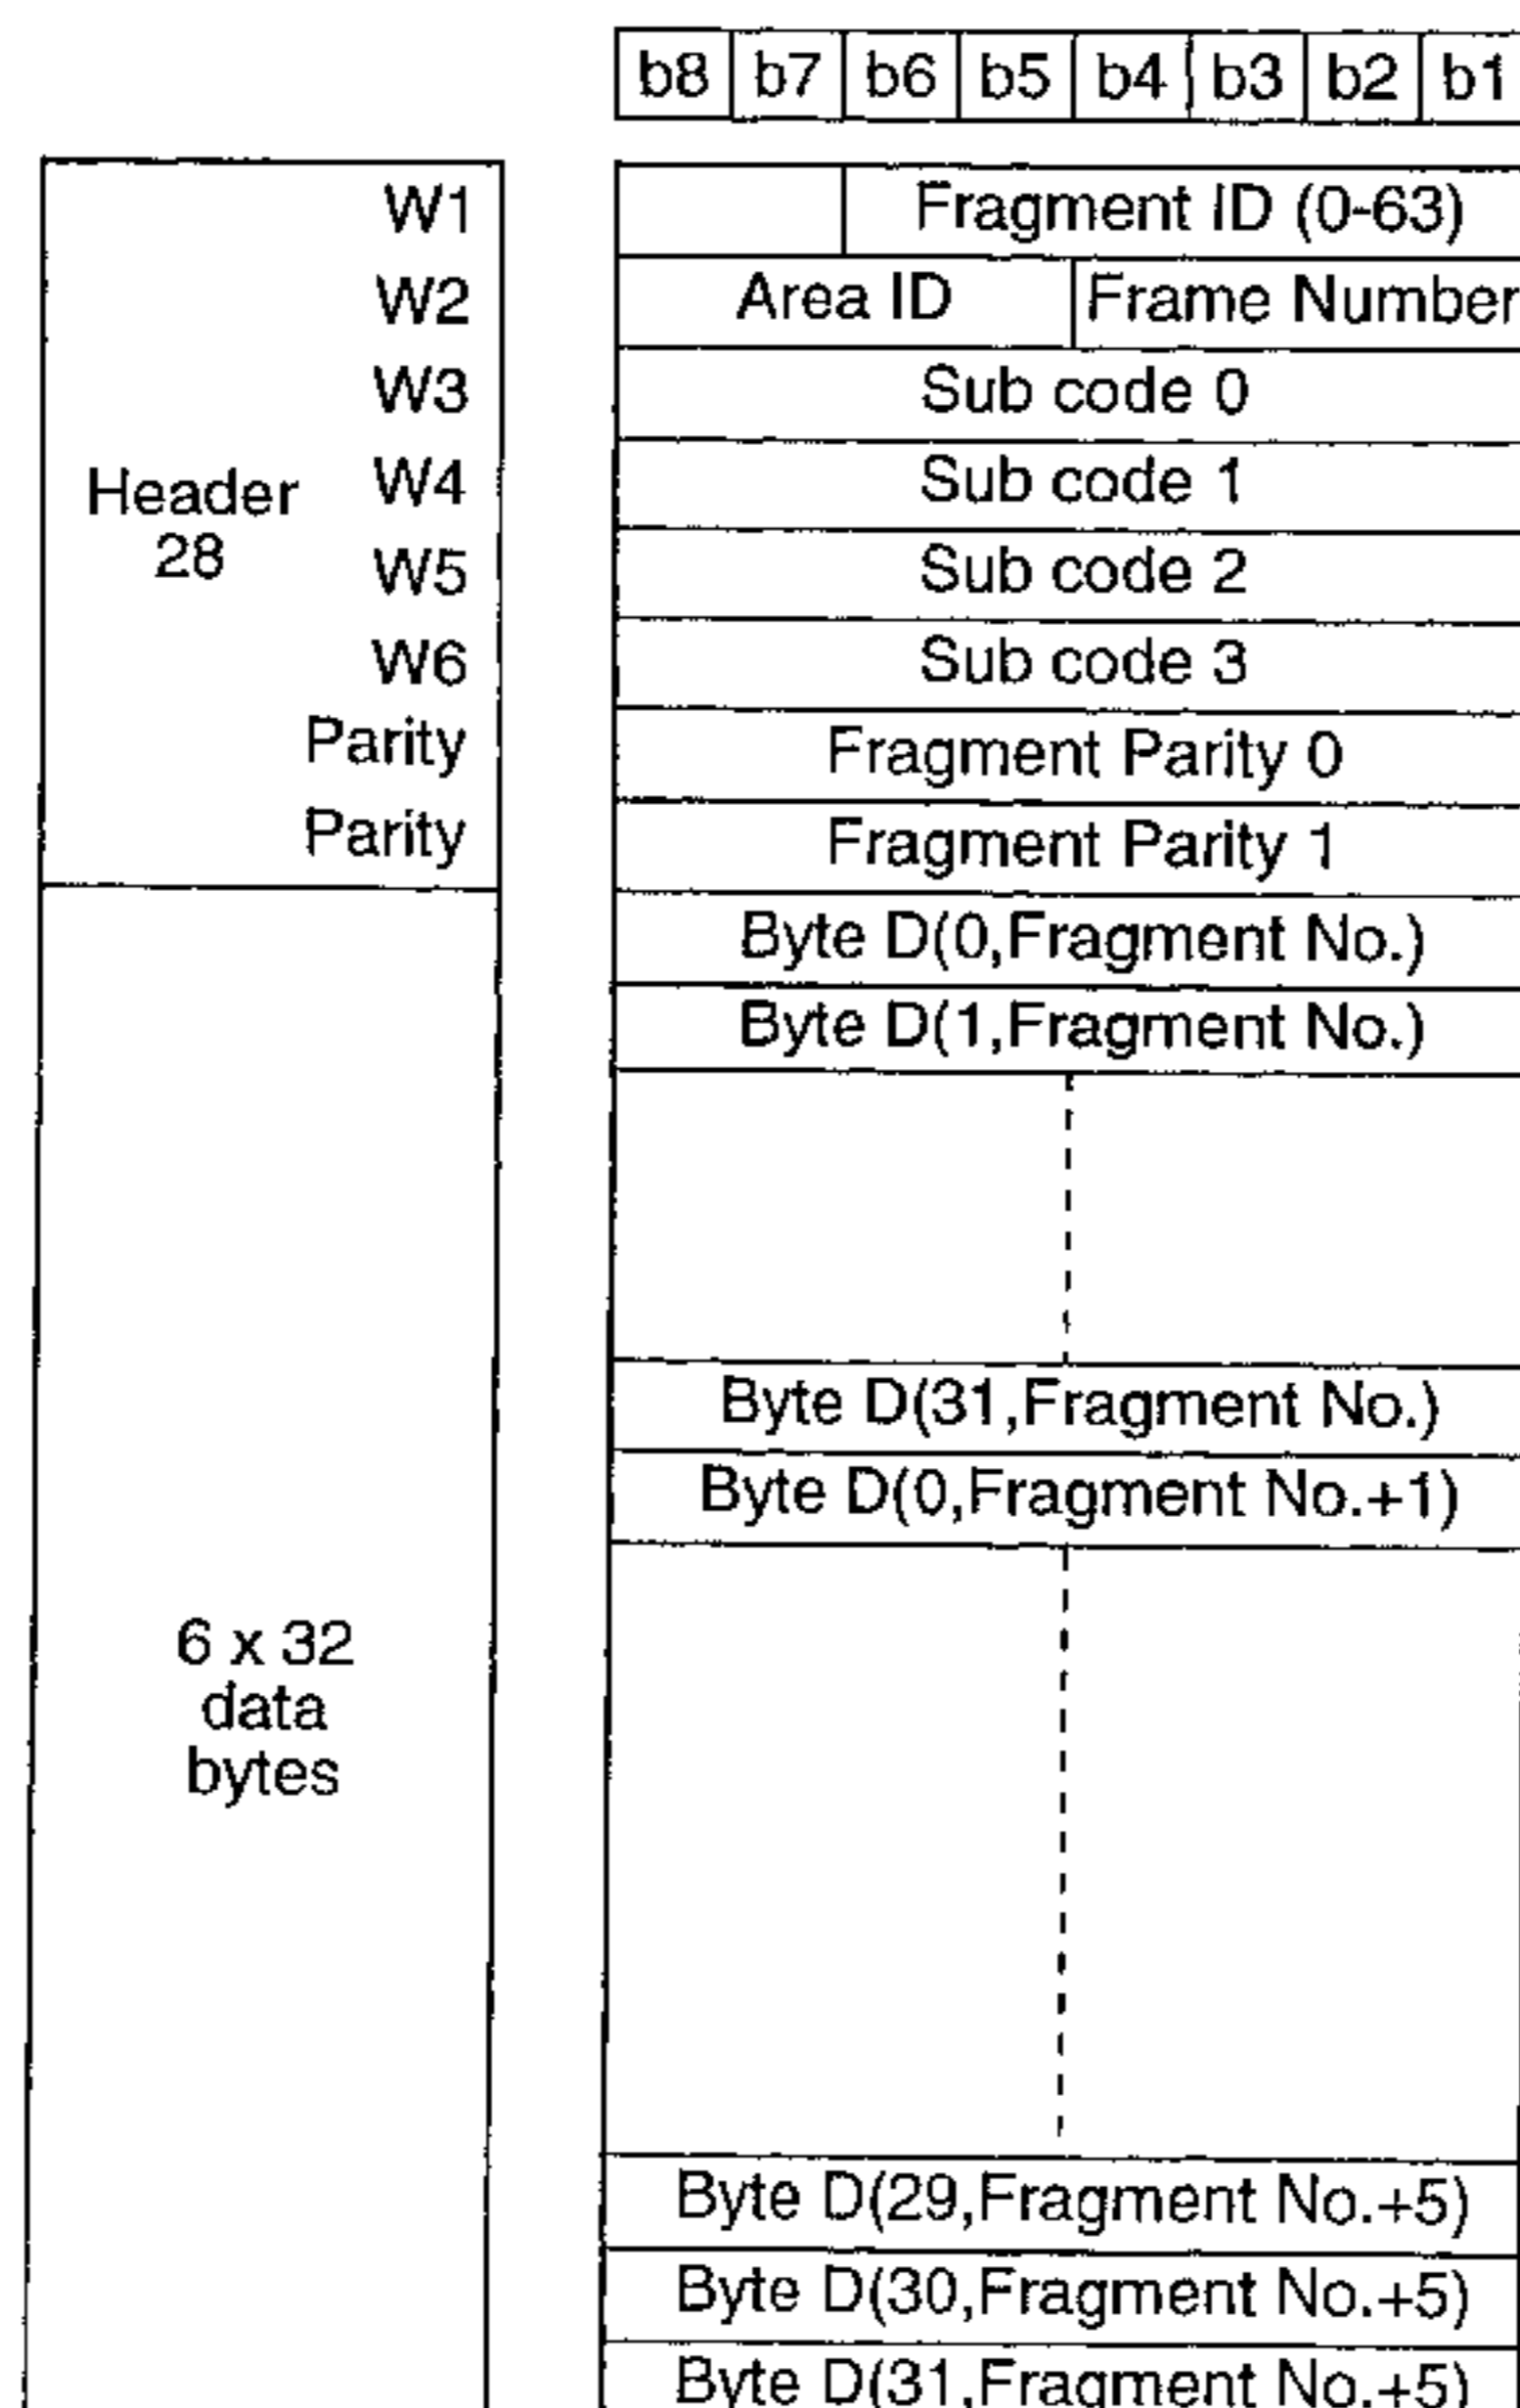 b8 b7 b6 b5 b4 b3 b2 b1
W1 Fragment ID (0-63)
W2 Area ID Frame Number
W3 Sub code 0
W4 Sub code 1
Header
28
W5 Sub code 2
W6 Sub code 3
Parity Fragment Parity 0
Parity Fragment Parity 1
Byte D(0,Fragment No.)
Byte D(1,Fragment No.)
Byte D(31,Fragment No.)
Byte D(0,Fragment No.+1)
6 x 32
data
bytes
Byte D(29,Fragment No.+5)
Byte D(30,Fragment No.+5)
Byte D(31,Fragment No.+5)